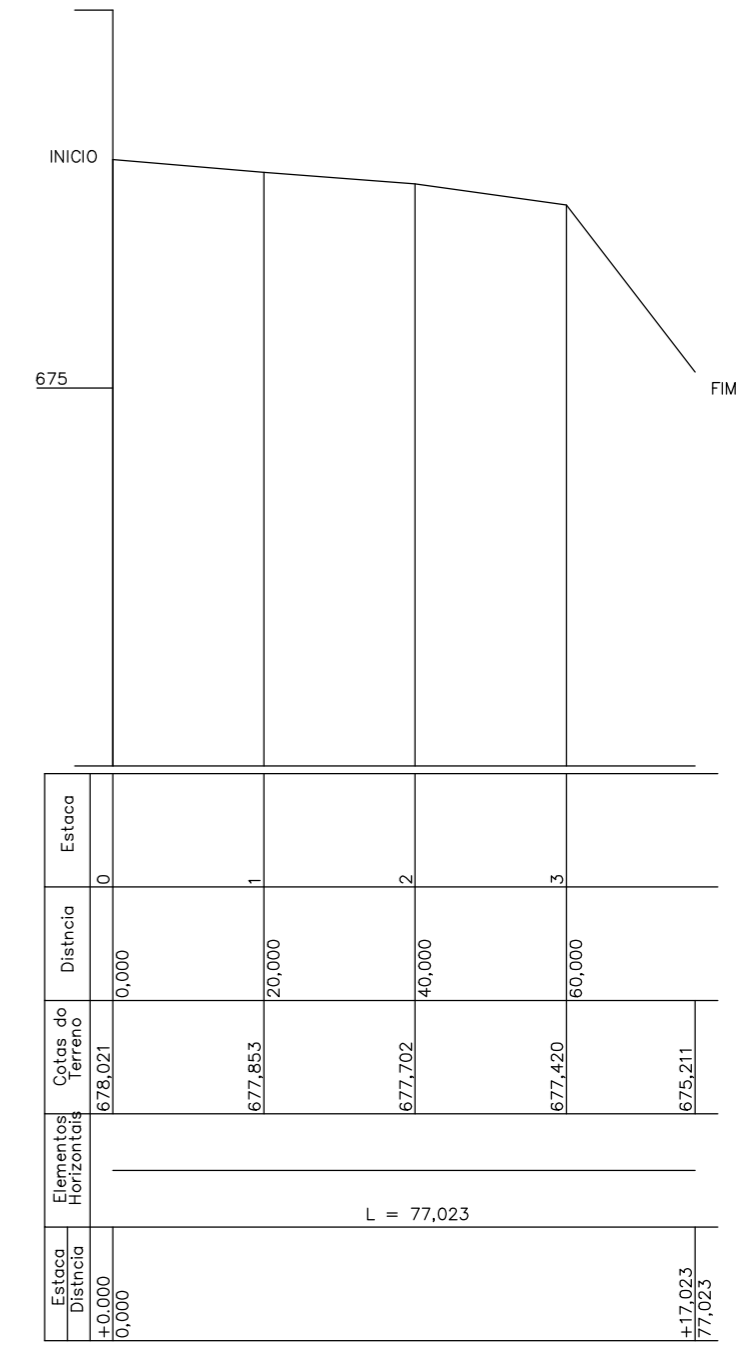 INICIO
675
FIM
Estaca
0
1
2
3
Distncia
0,000
20,000
40,000
60,000
Cotas do
Terreno
678,021
677,853
677,702
677,420
675,211
Elementos
Horizontais
L = 77,023
Estaca
Distncia
+0.000
0,000
+17,023
77,023